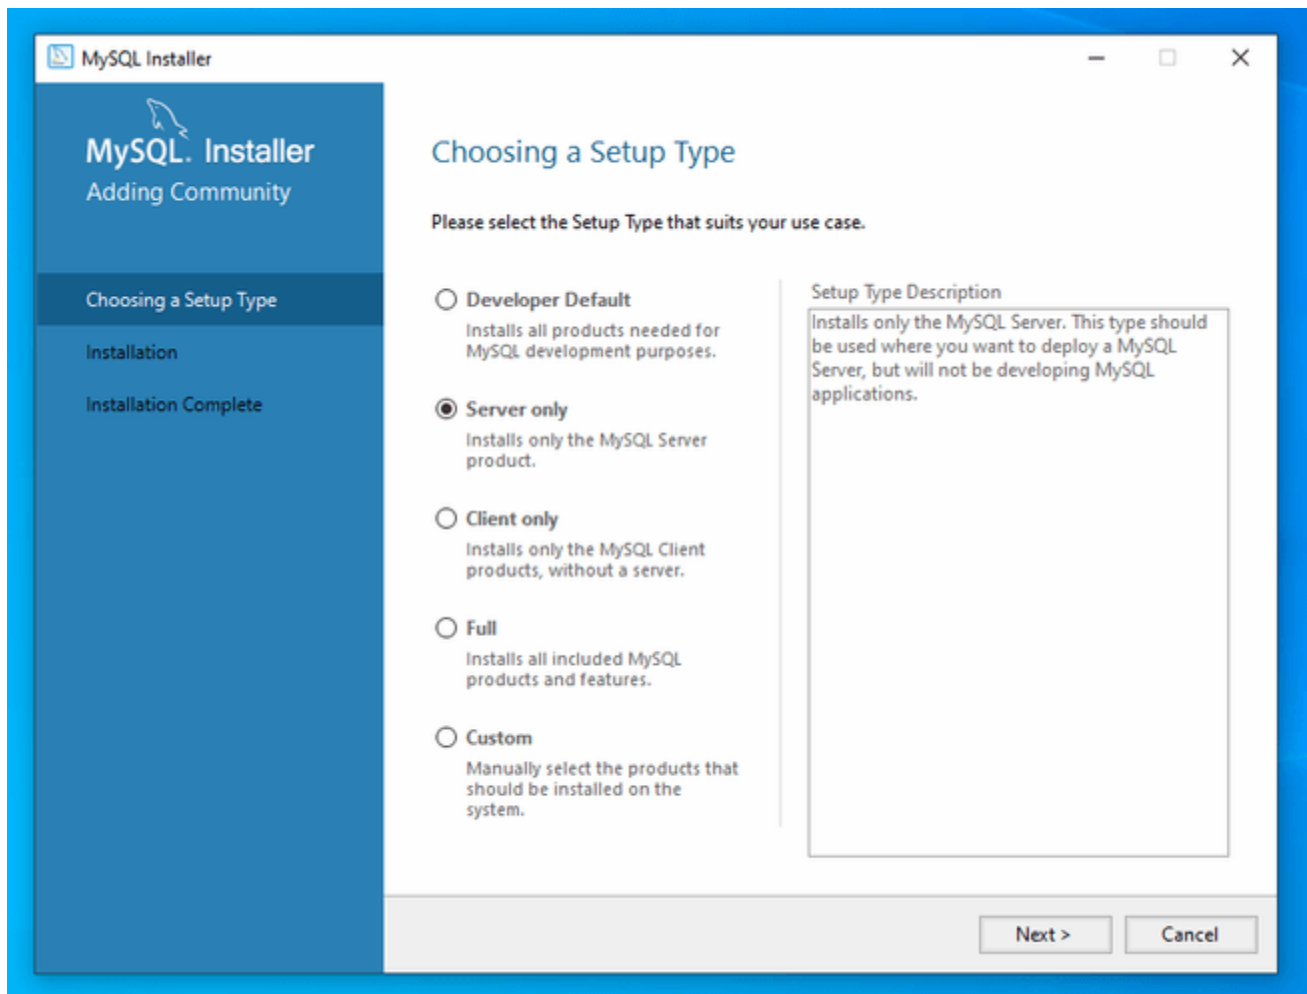 MySQL Installer
MySQL. Installer
Adding Community
Choosing a Setup Type
Installation
Installation Complete
Choosing a Setup Type
Please select the Setup Type that suits your use case.
Developer Default
Installs all products needed for
MySQL development purposes.
Server only
Installs only the MySQL Server
product.
Client only
Installs only the MySQL Client
products, without a server.
Full
Installs all included MySQL
products and features.
Custom
Manually select the products that
should be installed on the
system.
Setup Type Description
Installs only the MySQL Server. This type should
be used where you want to deploy a MySQL
Server, but will not be developing MySQL
applications.
Next >
Cancel